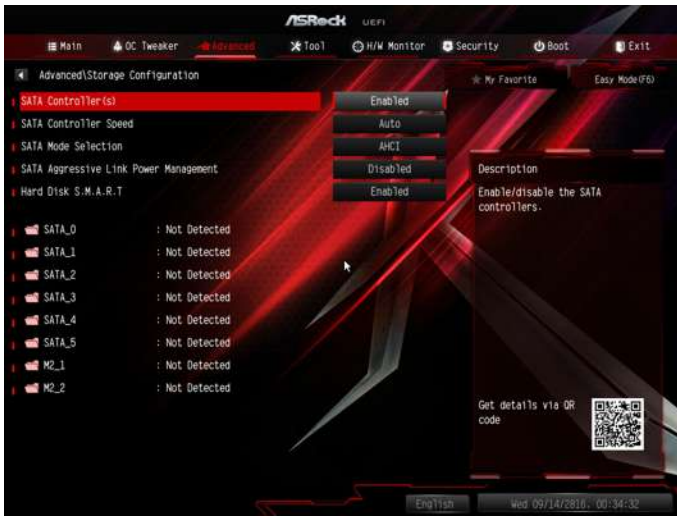 ASRock UEFI
Main OC Tweaker Advanced Tool H/W Monitor Security Boot Exit
Advanced\Storage Configuration
My Favorite Easy Mode(F6)
SATA Controller(s) Enabled
SATA Controller Speed Auto
SATA Mode Selection AHCI
SATA Aggressive Link Power Management Disabled
Hard Disk S.M.A.R.T Enabled
Description
Enable/disable the SATA
controllers.
SATA_0 : Not Detected
SATA_1 : Not Detected
SATA_2 : Not Detected
SATA_3 : Not Detected
SATA_4 : Not Detected
SATA_5 : Not Detected
M2_1 : Not Detected
M2_2 : Not Detected
Get details via QR
code
English Wed 09/14/2816. 00:34:32